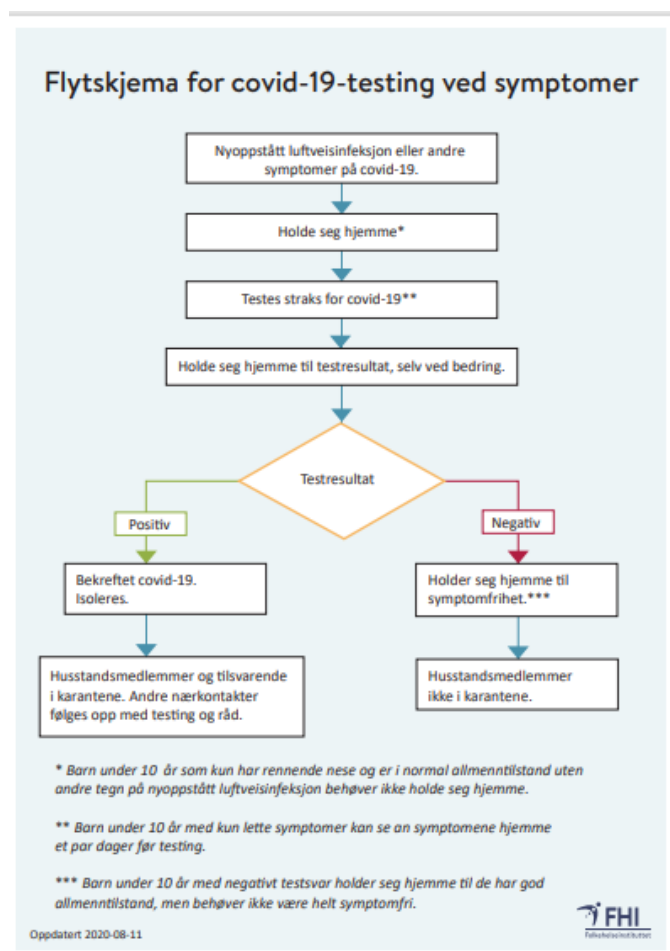 Flytskjema for covid-19-testing ved symptomer
Nyoppstått luftveisinfeksjon eller andre
symptomer på covid-19.
Holde seg hjemme*
Testes straks for covid-19**
Holde seg hjemme til testresultat, selv ved bedring.
Testresultat
Positiv
Negativ
Bekreftet covid-19.
Isoleres.
Holder seg hjemme til
symptomfrihet.***
Husstandsmedlemmer og tilsvarende
i karantene. Andre nærkontakter
følges opp med testing og råd.
Husstandsmedlemmer
ikke i karantene.
* Barn under 10 år som kun har rennende nese og er i normal allmenntilstand uten
andre tegn på nyoppstått luftveisinfeksjon behøver ikke holde seg hjemme.
** Barn under 10 år med kun lette symptomer kan se an symptomene hjemme
et par dager før testing.
*** Barn under 10 år med negativt testsvar holder seg hjemme til de har god
allmenntilstand, men behøver ikke være helt symptomfri.
Oppdatert 2020-08-11
FHI
Folkehelseinstituttet